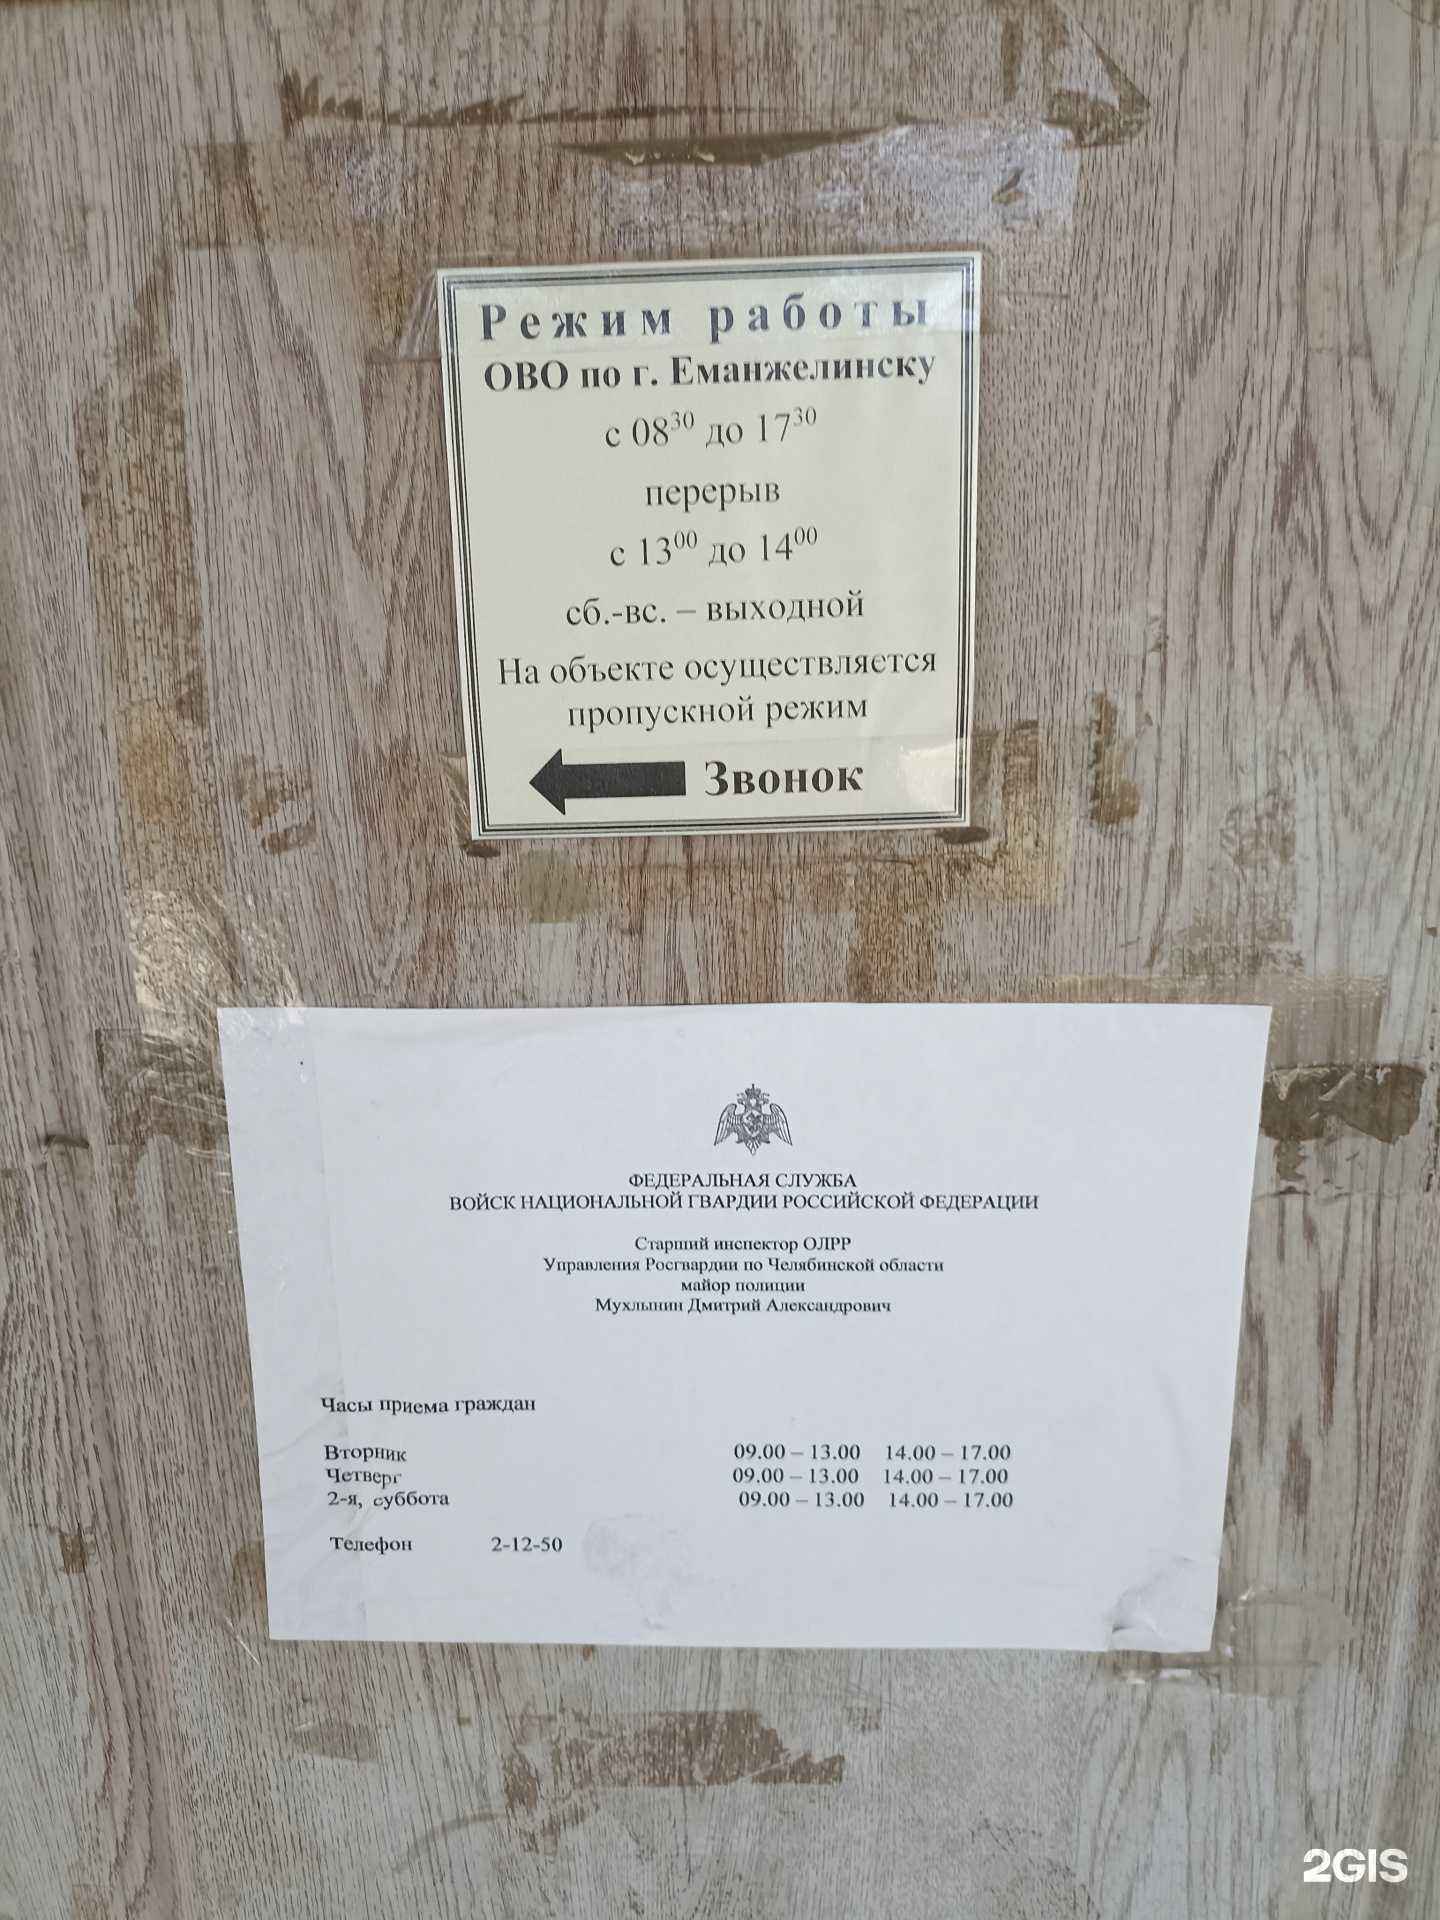 Режим работы
ОВО по г. Еманжелинску
с 08³⁰ до 17³⁰
перерыв
с 13⁰⁰ до 14⁰⁰
сб.-вс. – выходной
На объекте осуществляется
пропускной режим
Звонок
ФЕДЕРАЛЬНАЯ СЛУЖБА
ВОЙСК НАЦИОНАЛЬНОЙ ГВАРДИИ РОССИЙСКОЙ ФЕДЕРАЦИИ
Старший инспектор ОЛРР
Управления Росгвардии по Челябинской области
майор полиции
Мухлынин Дмитрий Александрович
Часы приема граждан
Вторник 09.00 – 13.00 14.00 – 17.00
Четверг 09.00 – 13.00 14.00 – 17.00
2-я, суббота 09.00 – 13.00 14.00 – 17.00
Телефон 2-12-50
2GIS